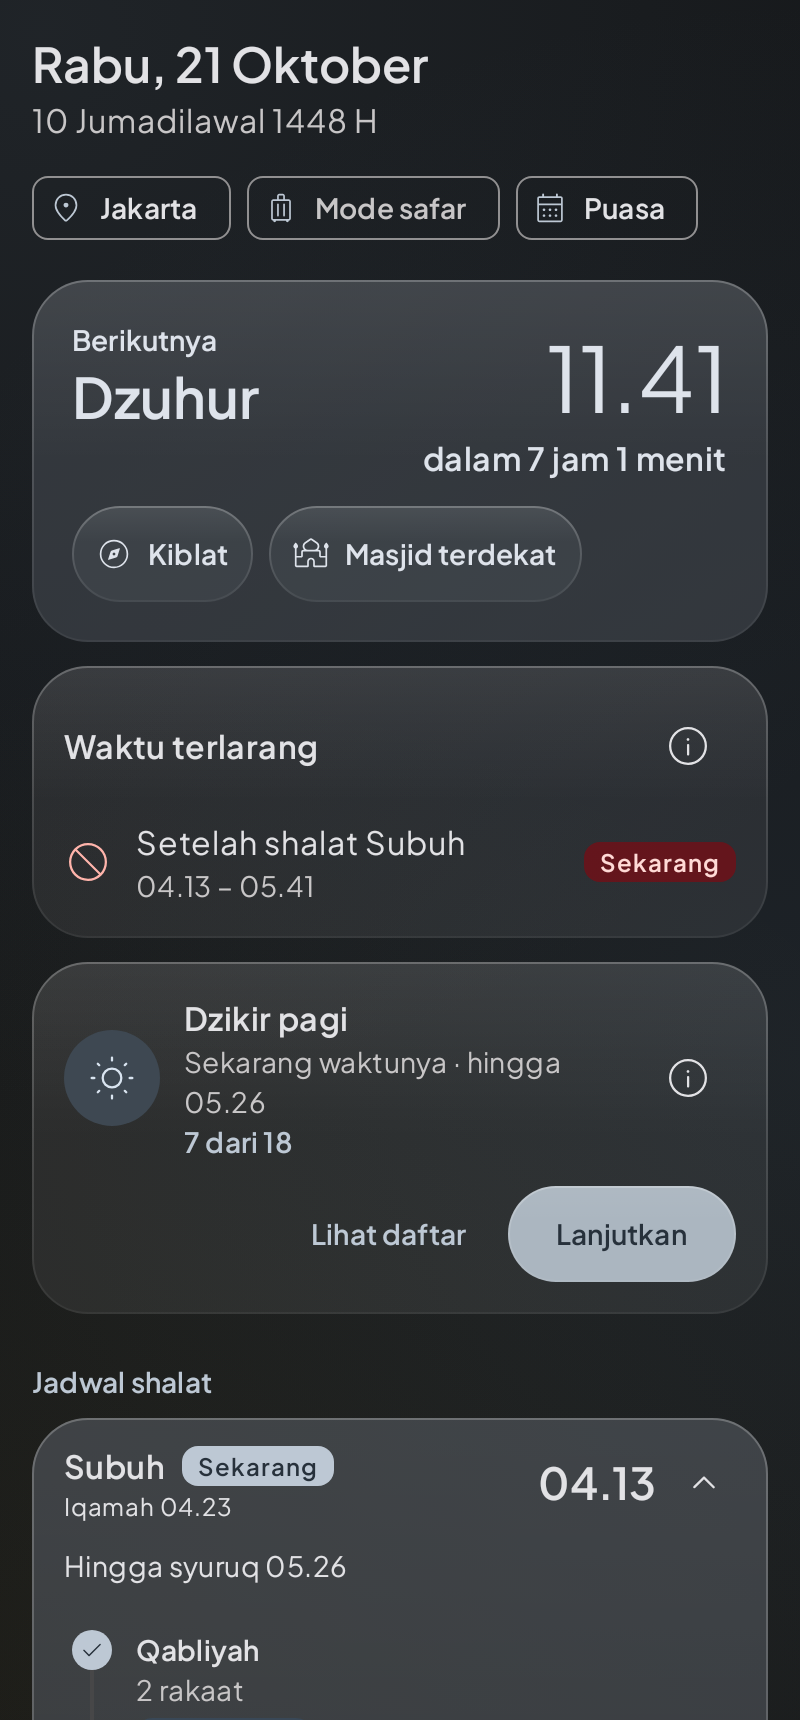 Rabu, 21 Oktober
10 Jumadilawal 1448 H
Jakarta
Mode safar
Puasa
Berikutnya
Dzuhur
11.41
dalam 7 jam 1 menit
Kiblat
Masjid terdekat
Waktu terlarang
Setelah shalat Subuh
04.13 – 05.41
Sekarang
Dzikir pagi
Sekarang waktunya · hingga
05.26
7 dari 18
Lihat daftar
Lanjutkan
Jadwal shalat
Subuh
Sekarang
Iqamah 04.23
04.13
Hingga syuruq 05.26
Qabliyah
2 rakaat